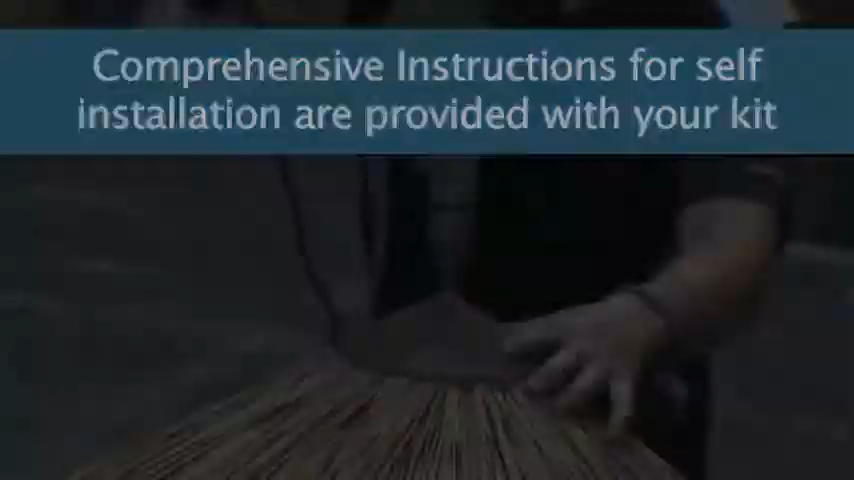 Comprehensive Instructions for self
installation are provided with your kit